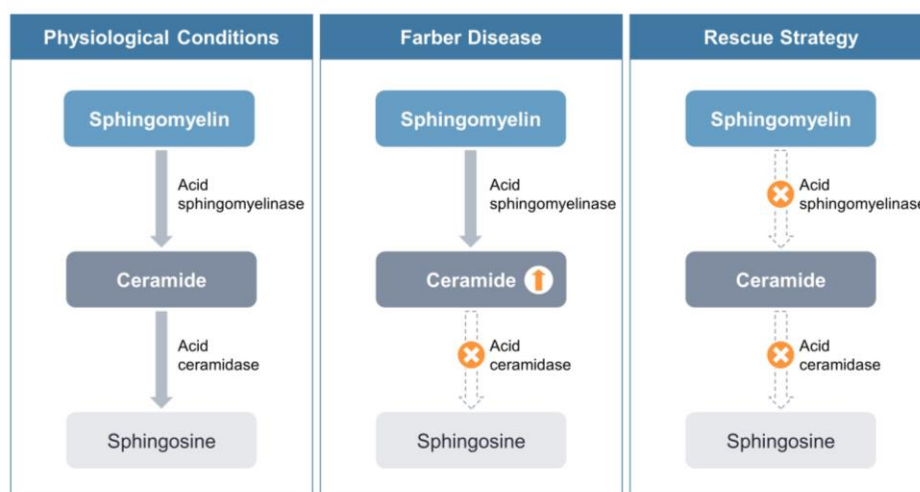 Physiological Conditions
Sphingomyelin
Acid
sphingomyelinase
Ceramide
Acid
ceramidase
Sphingosine
Farber Disease
Sphingomyelin
Acid
sphingomyelinase
Ceramide
Acid
ceramidase
Sphingosine
Rescue Strategy
Sphingomyelin
Acid
sphingomyelinase
Ceramide
Acid
ceramidase
Sphingosine